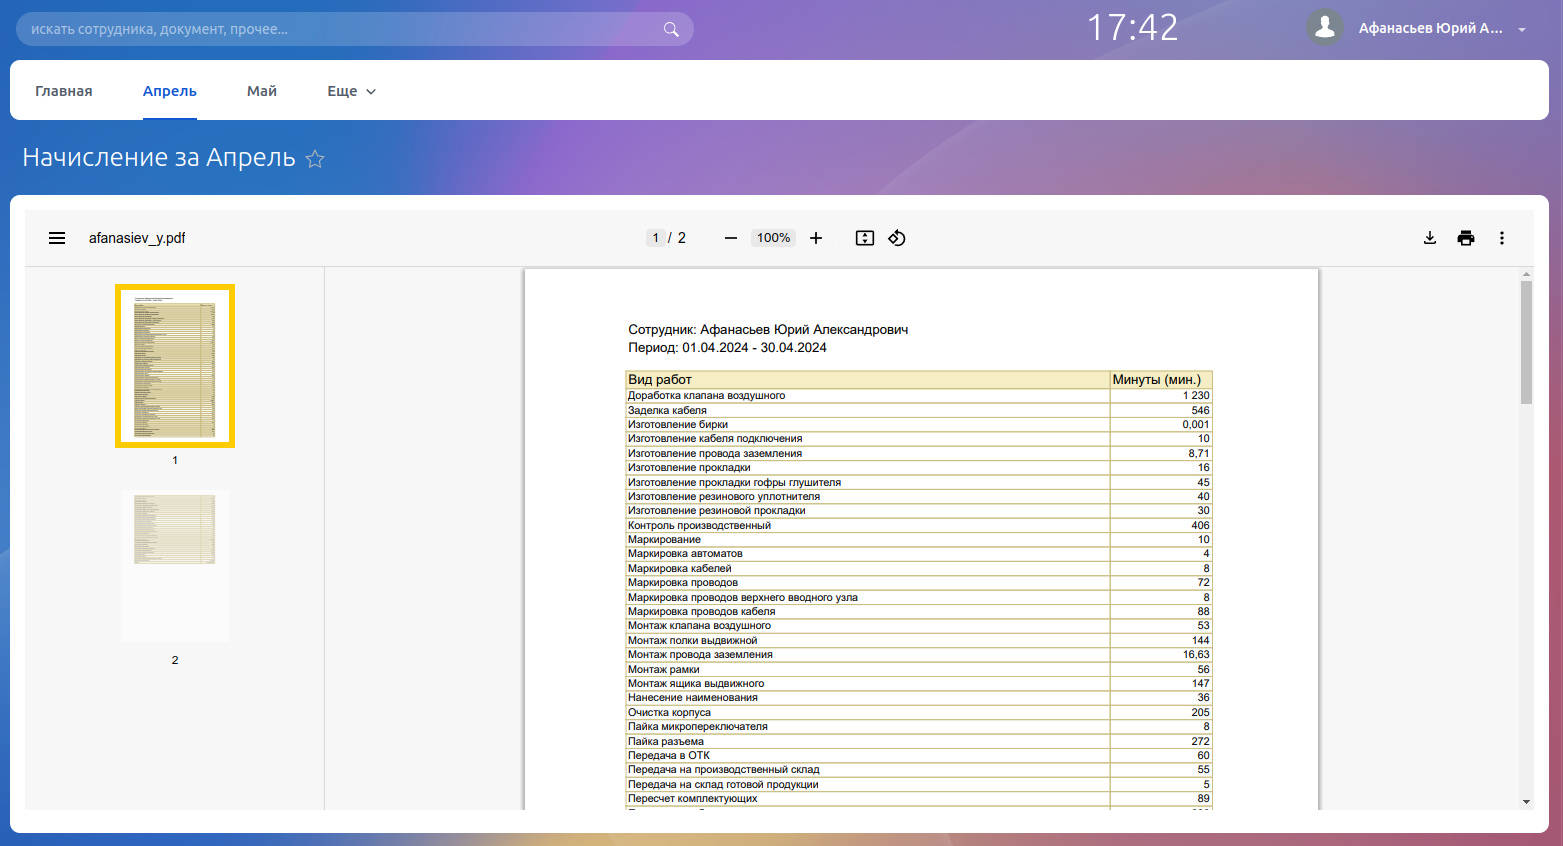 искать сотрудника, документ, прочее...
17:42
Афанасьев Юрий А...
Главная Апрель Май Еще
Начисление за Апрель
afanasiev_y.pdf
1 / 2
100%
1
2
Сотрудник: Афанасьев Юрий Александрович
Период: 01.04.2024 - 30.04.2024
Вид работ Минуты (мин.)
Доработка клапана воздушного 1 230
Заделка кабеля 546
Изготовление бирки 0,001
Изготовление кабеля подключения 10
Изготовление провода заземления 8,71
Изготовление прокладки 16
Изготовление прокладки гофры глушителя 45
Изготовление резинового уплотнителя 40
Изготовление резиновой прокладки 30
Контроль производственный 406
Маркирование 10
Маркировка автоматов 4
Маркировка кабелей 8
Маркировка проводов 72
Маркировка проводов верхнего вводного узла 8
Маркировка проводов кабеля 88
Монтаж клапана воздушного 53
Монтаж полки выдвижной 144
Монтаж провода заземления 16,63
Монтаж рамки 56
Монтаж ящика выдвижного 147
Нанесение наименования 36
Очистка корпуса 205
Пайка микропереключателя 8
Пайка разъема 272
Передача в ОТК 60
Передача на производственный склад 55
Передача на склад готовой продукции 5
Пересчет комплектующих 89